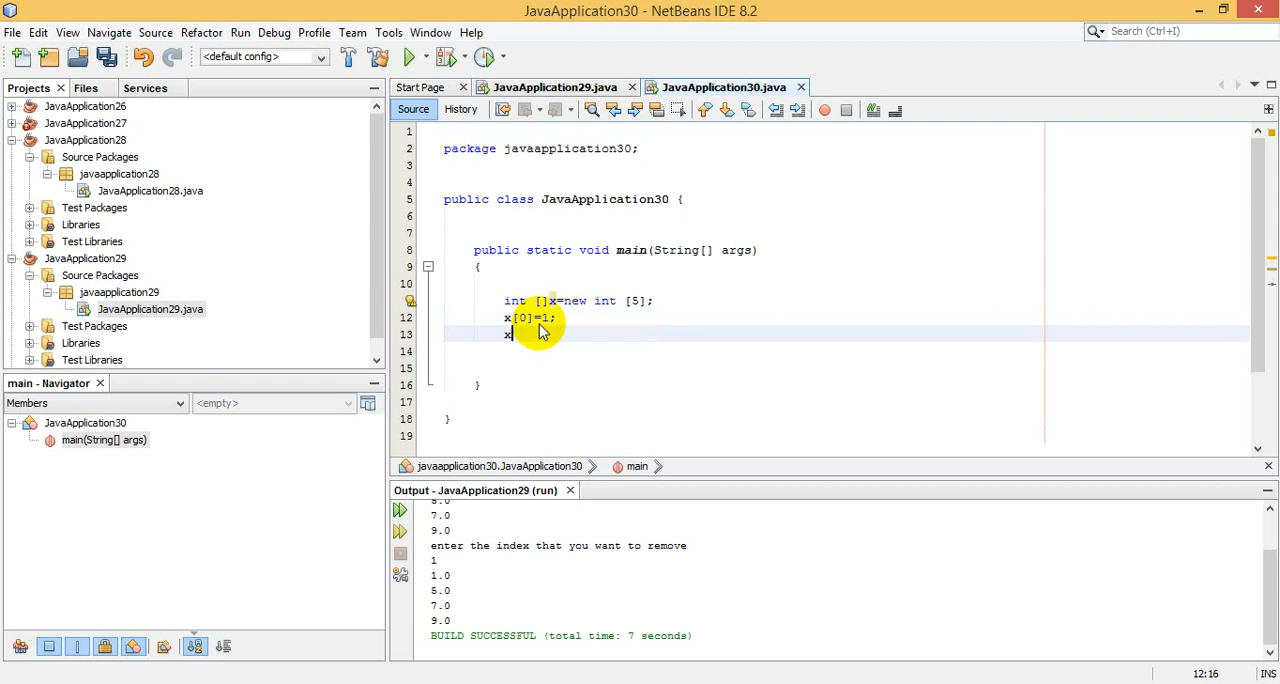 JavaApplication30 - NetBeans IDE 8.2
File Edit View Navigate Source Refactor Run Debug Profile Team Tools Window Help
Search (Ctrl+I)
<default config>
Projects Files Services
JavaApplication26
JavaApplication27
JavaApplication28
Source Packages
javaapplication28
JavaApplication28.java
Test Packages
Libraries
Test Libraries
JavaApplication29
Source Packages
javaapplication29
JavaApplication29.java
Test Packages
Libraries
Test Libraries
main - Navigator
Members <empty>
JavaApplication30
main(String[] args)
Start Page JavaApplication29.java JavaApplication30.java
Source History
1
2 package javaapplication30;
3
4
5 public class JavaApplication30 {
6
7
8 public static void main(String[] args)
9 {
10
int []x=new int [5];
12 x[0]=1;
13 x
14
15
16 }
17
18 }
19
javaapplication30.JavaApplication30 main
Output - JavaApplication29 (run)
7.0
9.0
enter the index that you want to remove
1
1.0
5.0
7.0
9.0
BUILD SUCCESSFUL (total time: 7 seconds)
12:16 INS